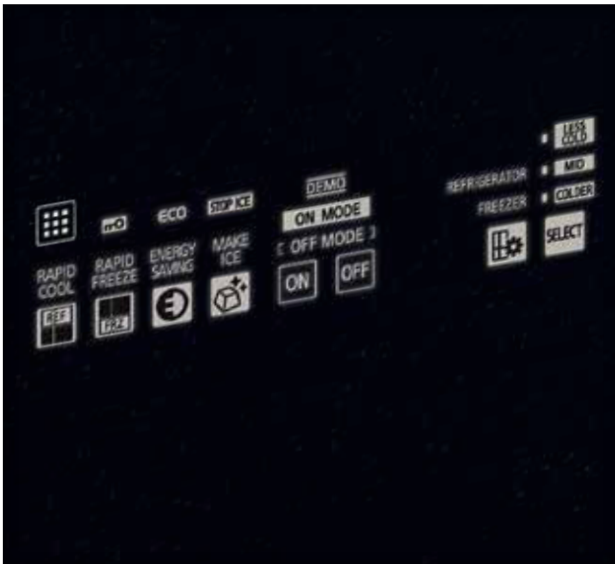 LESS
COLD
MID
COLDER
REFRIGERATOR
FREEZER
SELECT
DEMO
ON MODE
[ OFF MODE ]
ON
OFF
ECO
STOP ICE
RAPID
COOL
REF
RAPID
FREEZE
FRZ
ENERGY
SAVING
MAKE
ICE